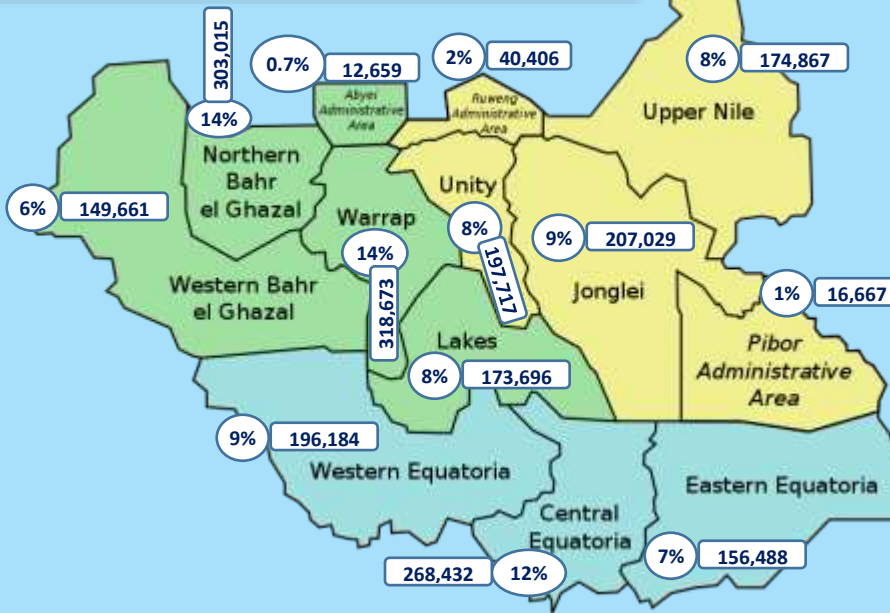 303,015
14%
0.7%
12,659
2%
40,406
8%
174,867
Abyei
Administrative
Area
Ruweng
Administrative
Area
Upper Nile
Northern
Bahr
el Ghazal
Unity
6%
149,661
Warrap
8%
197,717
9%
207,029
14%
318,673
Western Bahr
el Ghazal
Jonglei
1%
16,667
Lakes
8%
173,696
Pibor
Administrative
Area
9%
196,184
Western Equatoria
Eastern Equatoria
Central
Equatoria
268,432
12%
7%
156,488